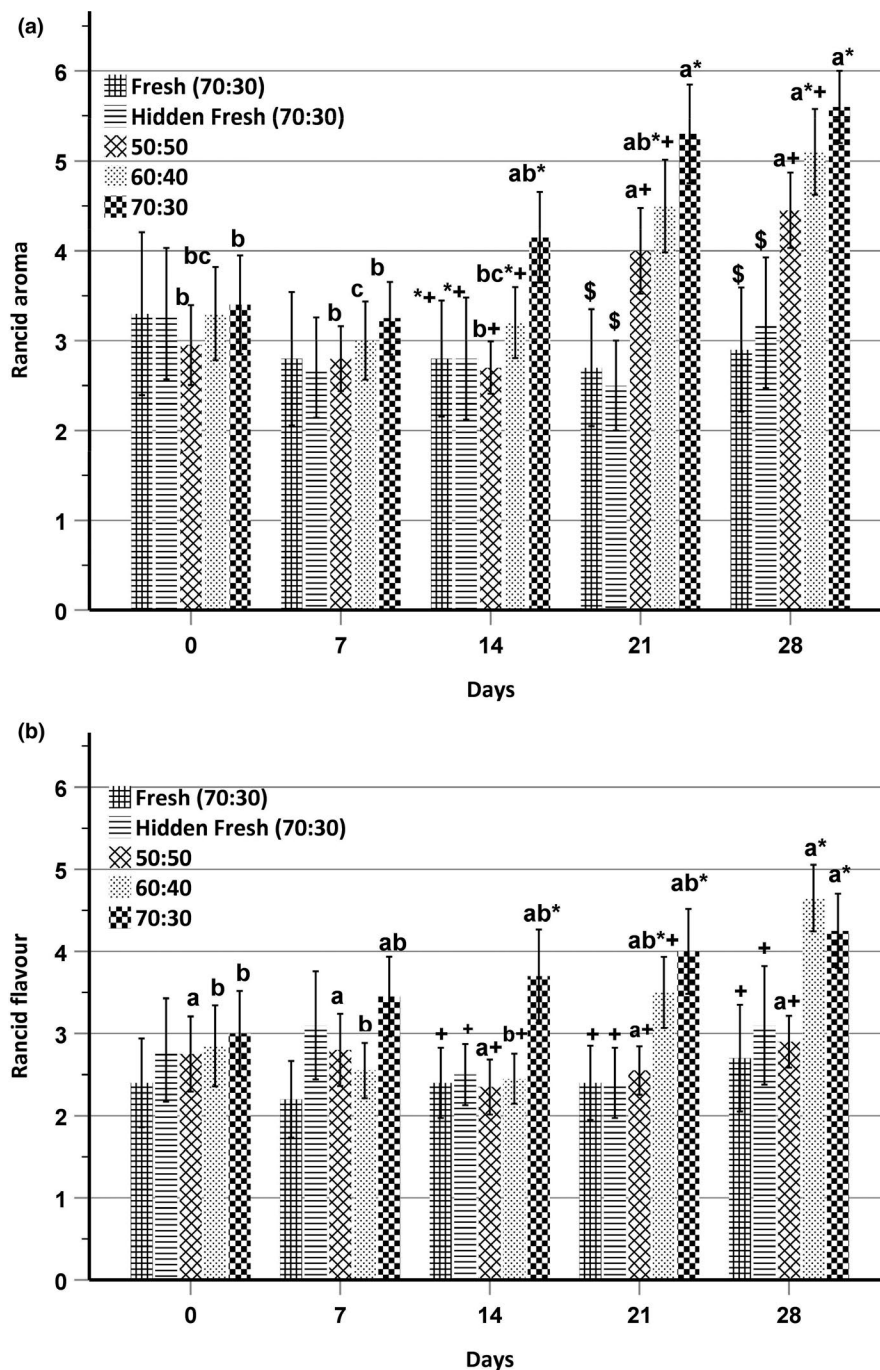 (a)
6
5
4
3
2
1
0
Rancid aroma
Fresh (70:30)
Hidden Fresh (70:30)
50:50
60:40
70:30
b
bc
b
b
c
b
*+
*+
b+
bc*+
ab*
$
$
a+
ab*+
a*
$
$
a+
a*+
a*
0 7 14 21 28
Days
(b)
6
5
4
3
2
1
0
Rancid flavour
Fresh (70:30)
Hidden Fresh (70:30)
50:50
60:40
70:30
a
b
b
a
b
ab
+
+
a+
b+
ab*
+
+
a+
ab*+
ab*
+
+
a+
a*
a*
0 7 14 21 28
Days